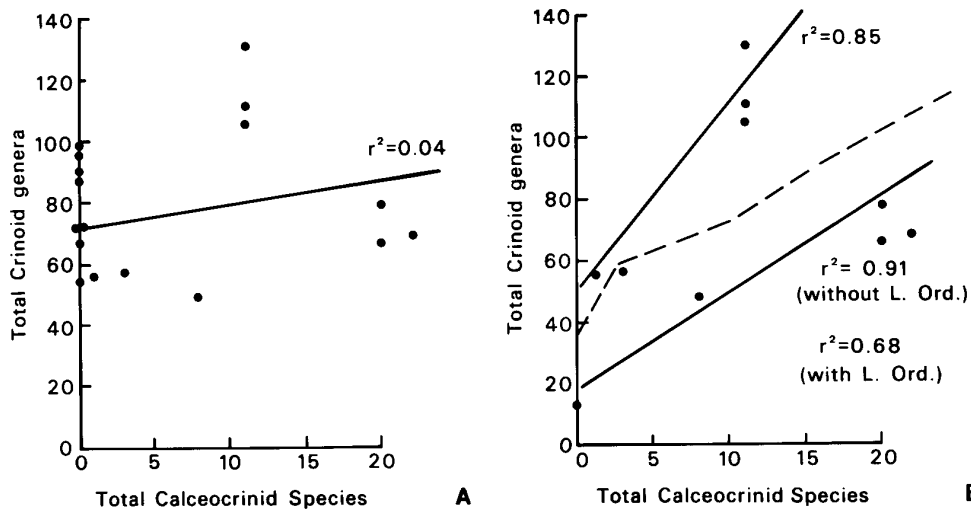 140
120
100
80
60
40
20
0
Total Crinoid genera
r²=0.04
0 5 10 15 20
Total Calceocrinid Species
A
140
120
100
80
60
40
20
0
Total Crinoid genera
r²=0.85
r²= 0.91
(without L. Ord.)
r²=0.68
(with L. Ord.)
0 5 10 15 20
Total Calceocrinid Species